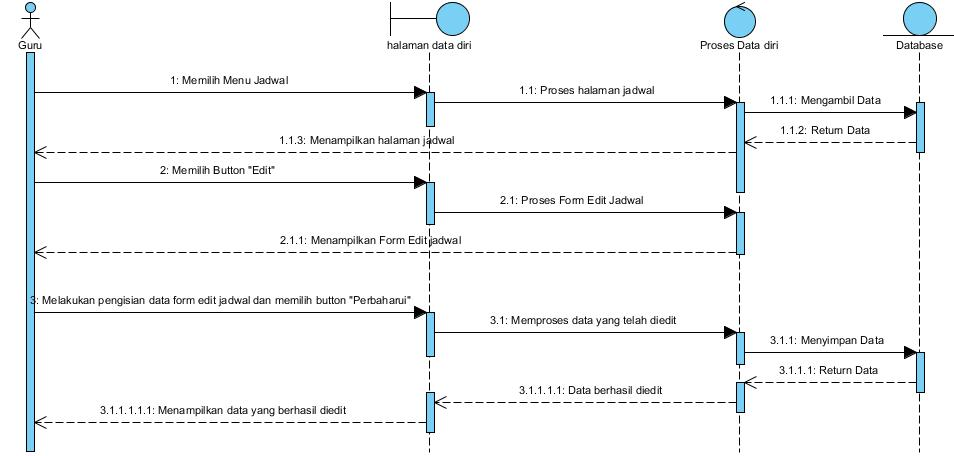 Guru
halaman data diri
Proses Data diri
Database
1: Memilih Menu Jadwal
1.1: Proses halaman jadwal
1.1.1: Mengambil Data
1.1.2: Return Data
1.1.3: Menampilkan halaman jadwal
2: Memilih Button "Edit"
2.1: Proses Form Edit Jadwal
2.1.1: Menampilkan Form Edit jadwal
3: Melakukan pengisian data form edit jadwal dan memilih button "Perbaharui"
3.1: Memproses data yang telah diedit
3.1.1: Menyimpan Data
3.1.1.1: Return Data
3.1.1.1.1: Data berhasil diedit
3.1.1.1.1.1: Menampilkan data yang berhasil diedit